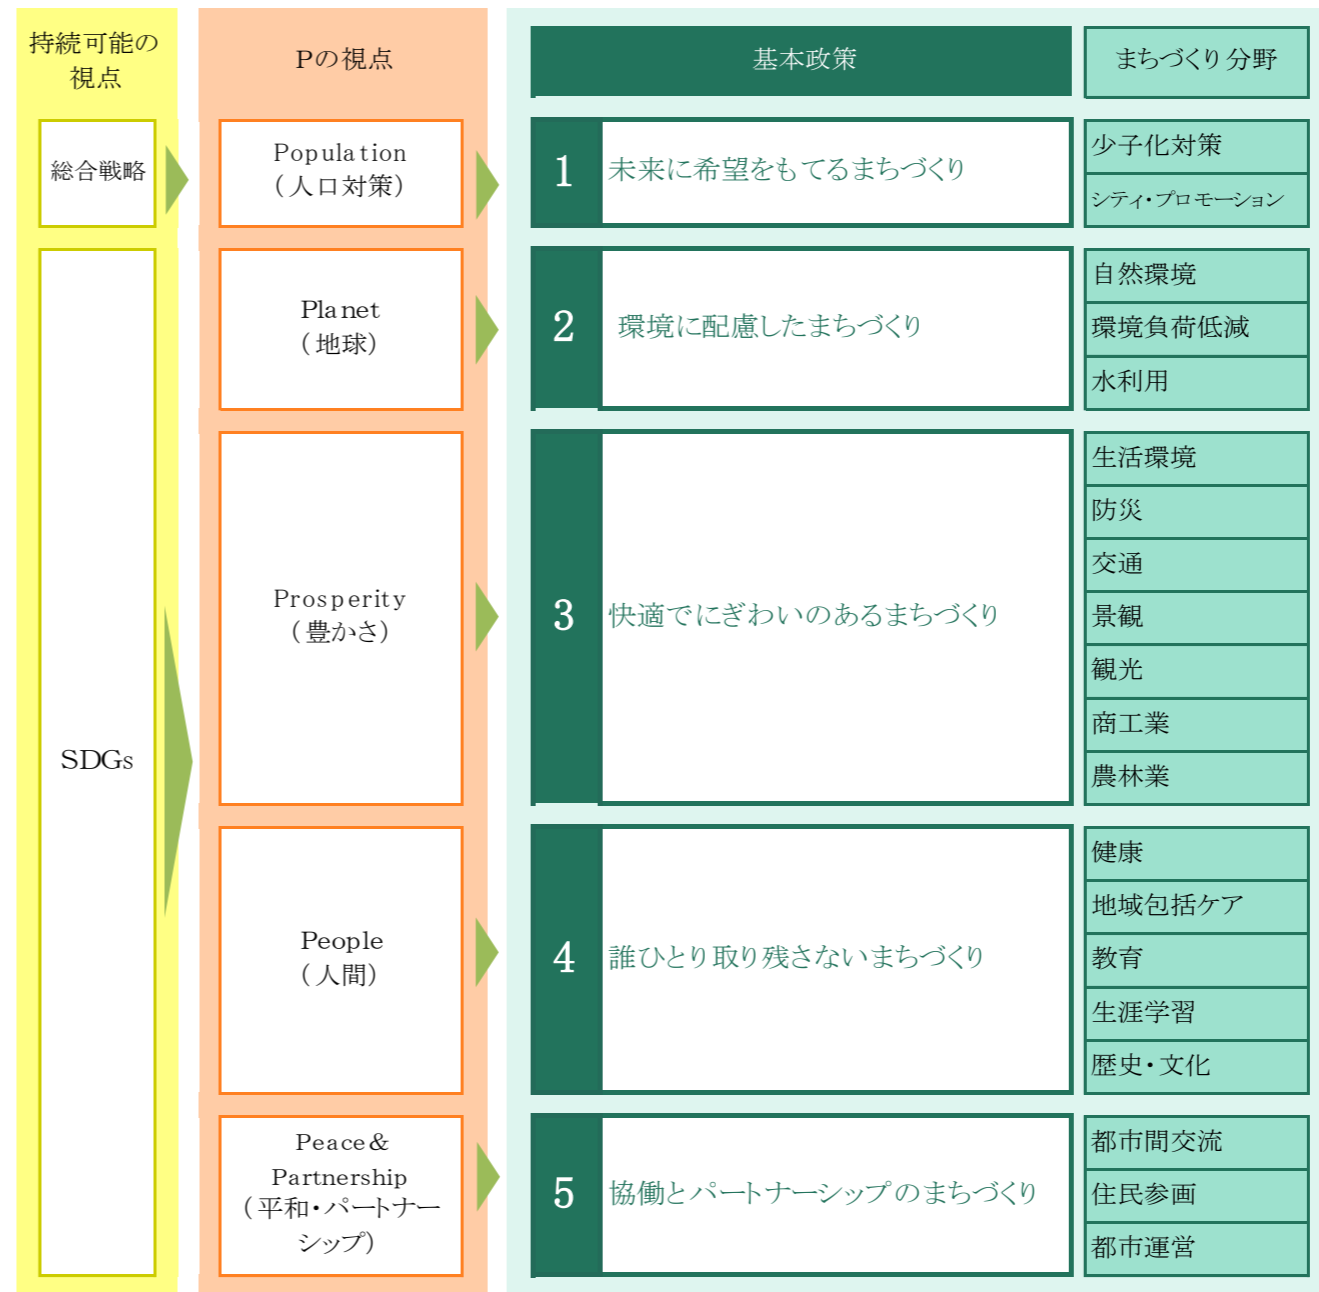 持続可能の
視点
Pの視点
基本政策
まちづくり分野
総合戦略
Population
(人口対策)
1
未来に希望をもてるまちづくり
少子化対策
シティ・プロモーション
SDGs
Planet
(地球)
2
環境に配慮したまちづくり
自然環境
環境負荷低減
水利用
Prosperity
(豊かさ)
3
快適でにぎわいのあるまちづくり
生活環境
防災
交通
景観
観光
商工業
農林業
People
(人間)
4
誰ひとり取り残さないまちづくり
健康
地域包括ケア
教育
生涯学習
歴史・文化
Peace&
Partnership
(平和・パートナー
シップ)
5
協働とパートナーシップのまちづくり
都市間交流
住民参画
都市運営